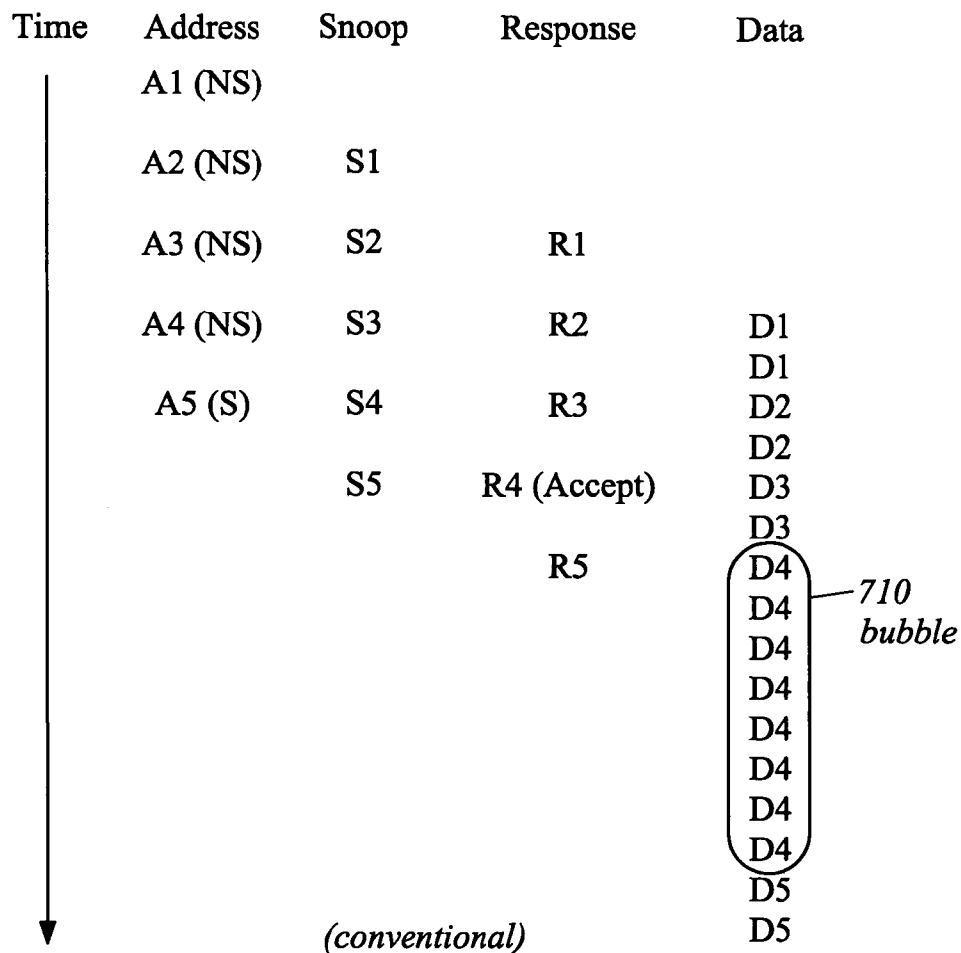 Time Address Snoop Response Data
A1 (NS)
A2 (NS) S1
A3 (NS) S2 R1
A4 (NS) S3 R2 D1
D1
A5 (S) S4 R3 D2
D2
S5 R4 (Accept) D3
D3
R5 D4
D4 710
D4 bubble
D4
D4
D4
D4
D4
D5
(conventional) D5